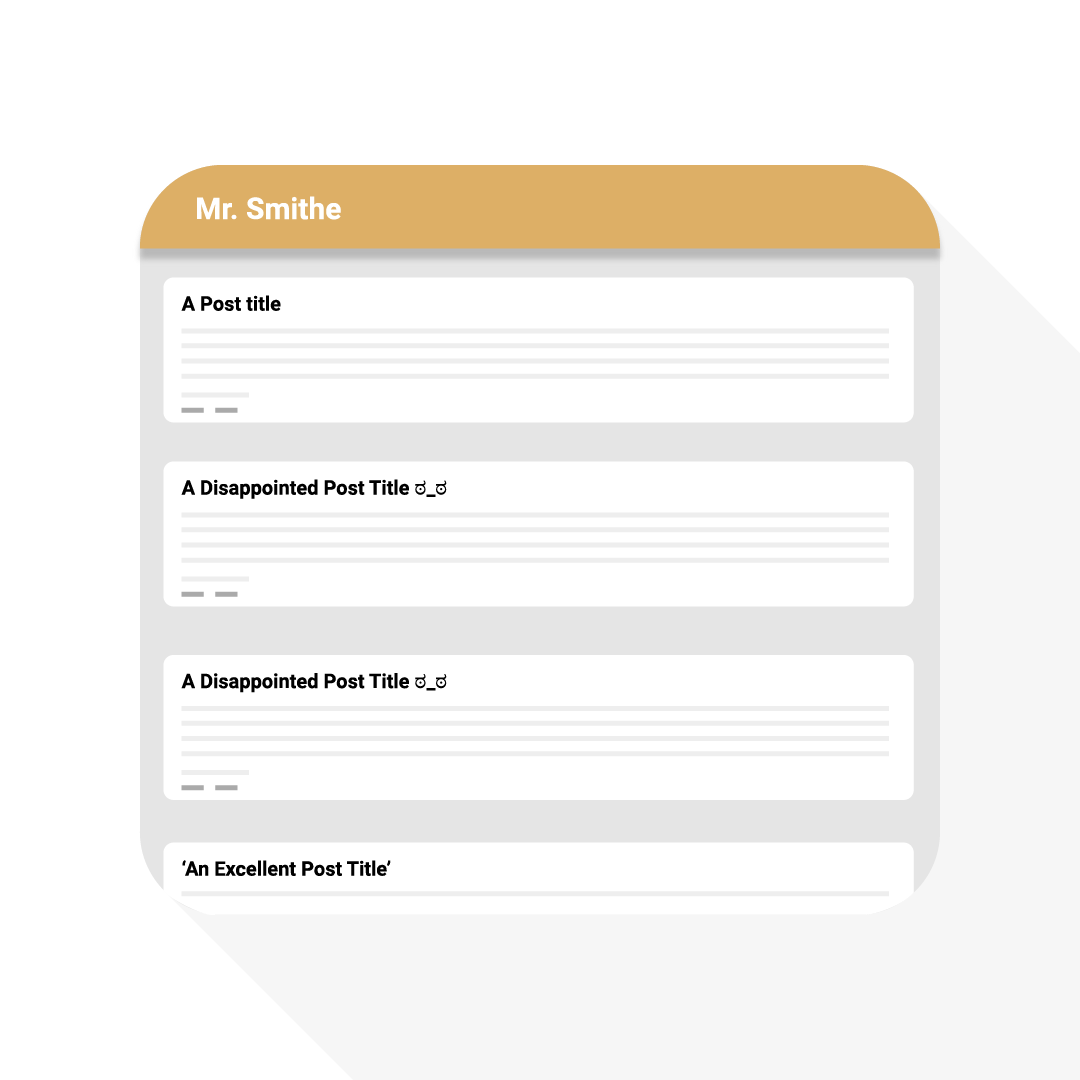 Mr. Smithe
A Post title
A Disappointed Post Title ಠ_ಠ
A Disappointed Post Title ಠ_ಠ
‘An Excellent Post Title’